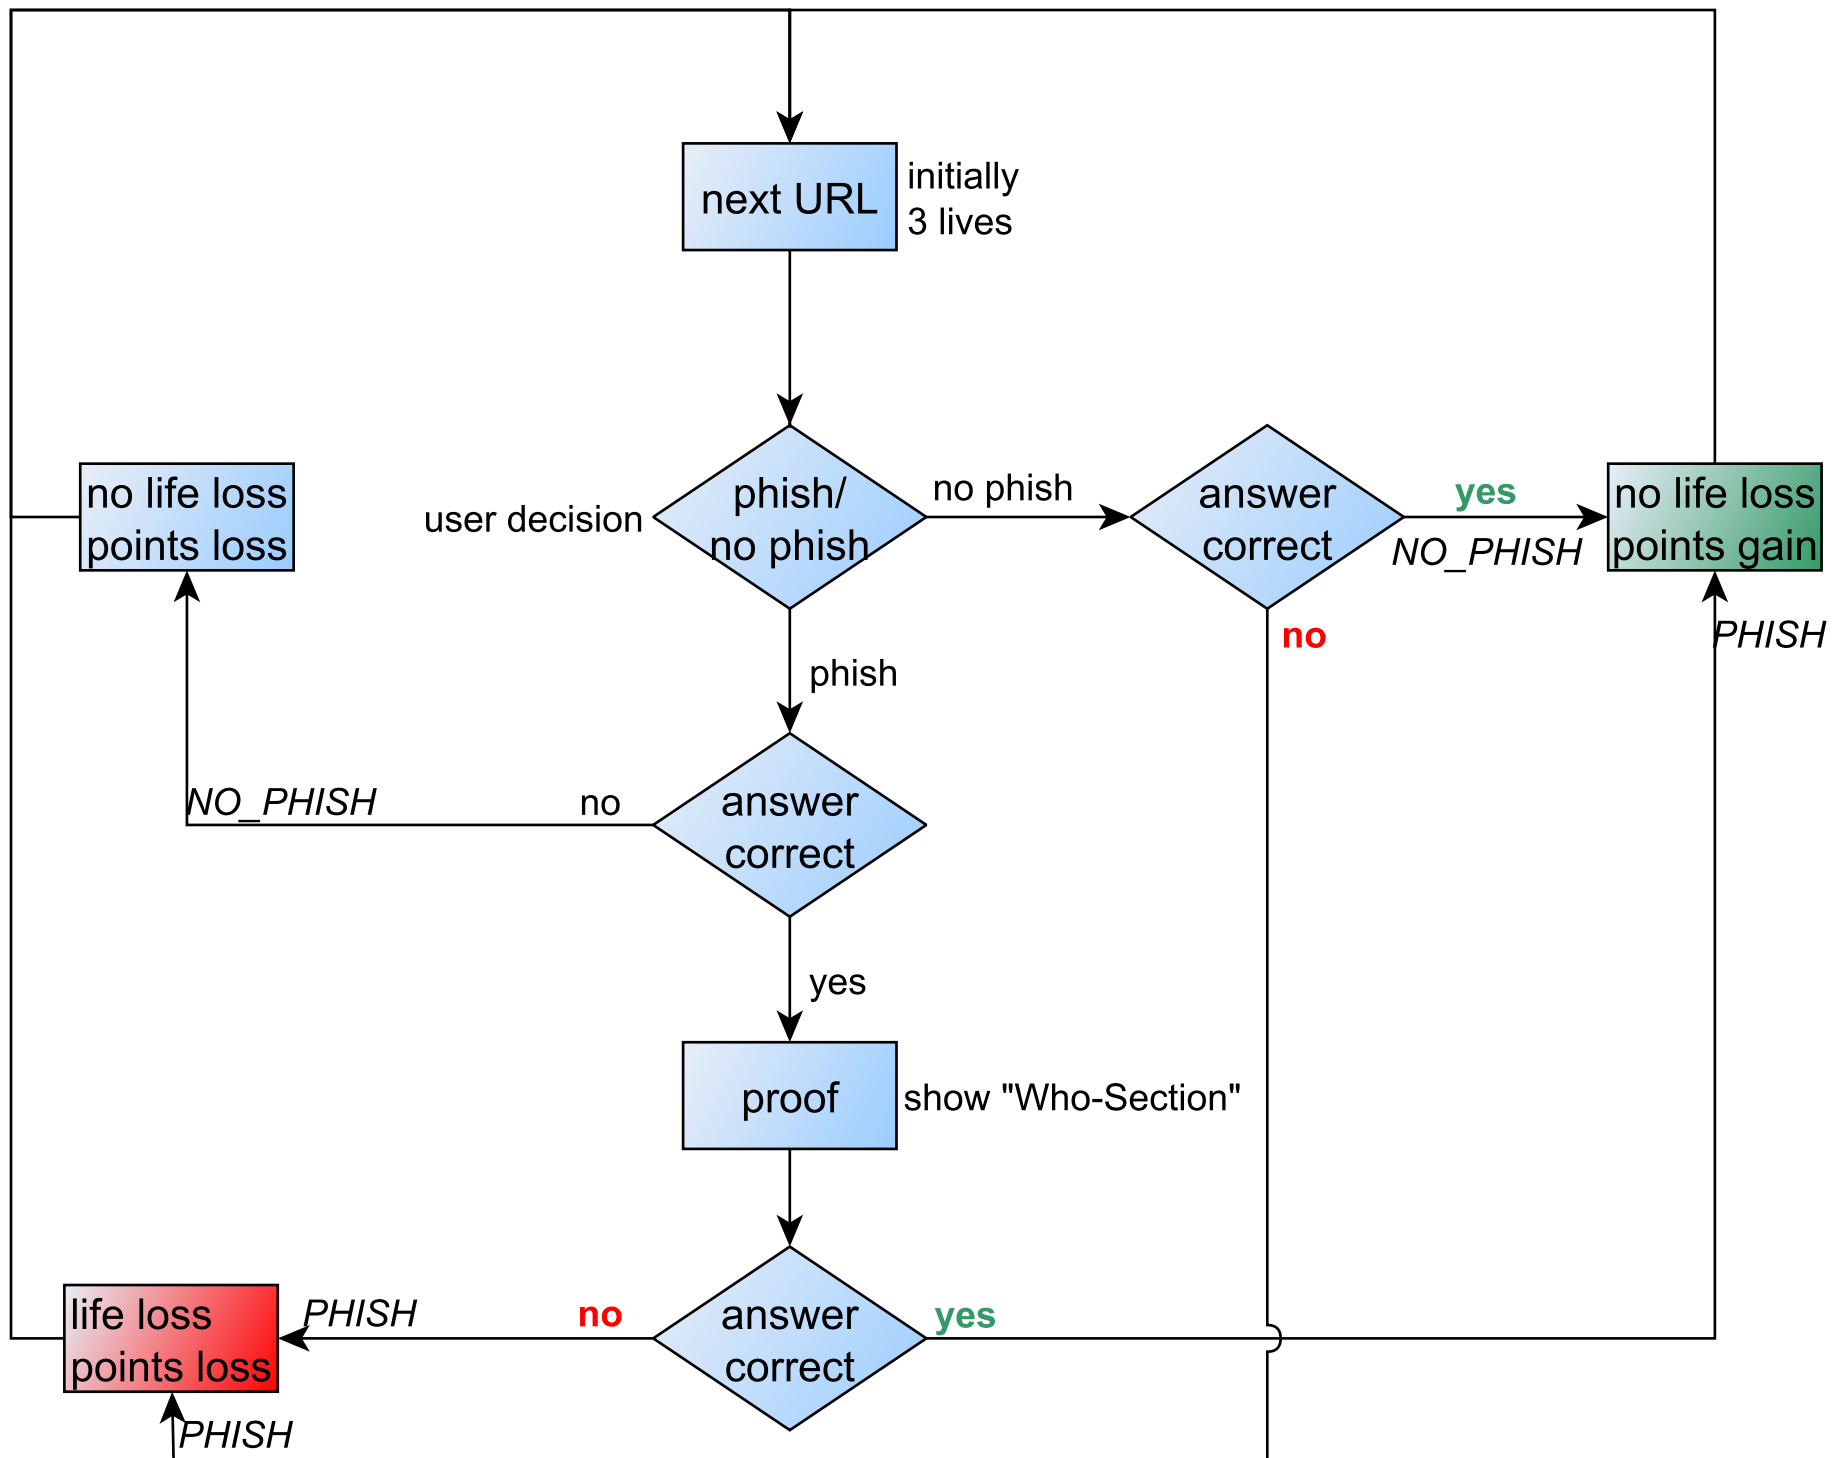 next URL
initially
3 lives
no life loss
points loss
user decision
phish/
no phish
no phish
answer
correct
yes
NO_PHISH
no life loss
points gain
no
PHISH
phish
NO_PHISH
no
answer
correct
yes
proof
show "Who-Section"
life loss
points loss
PHISH
no
answer
correct
yes
PHISH